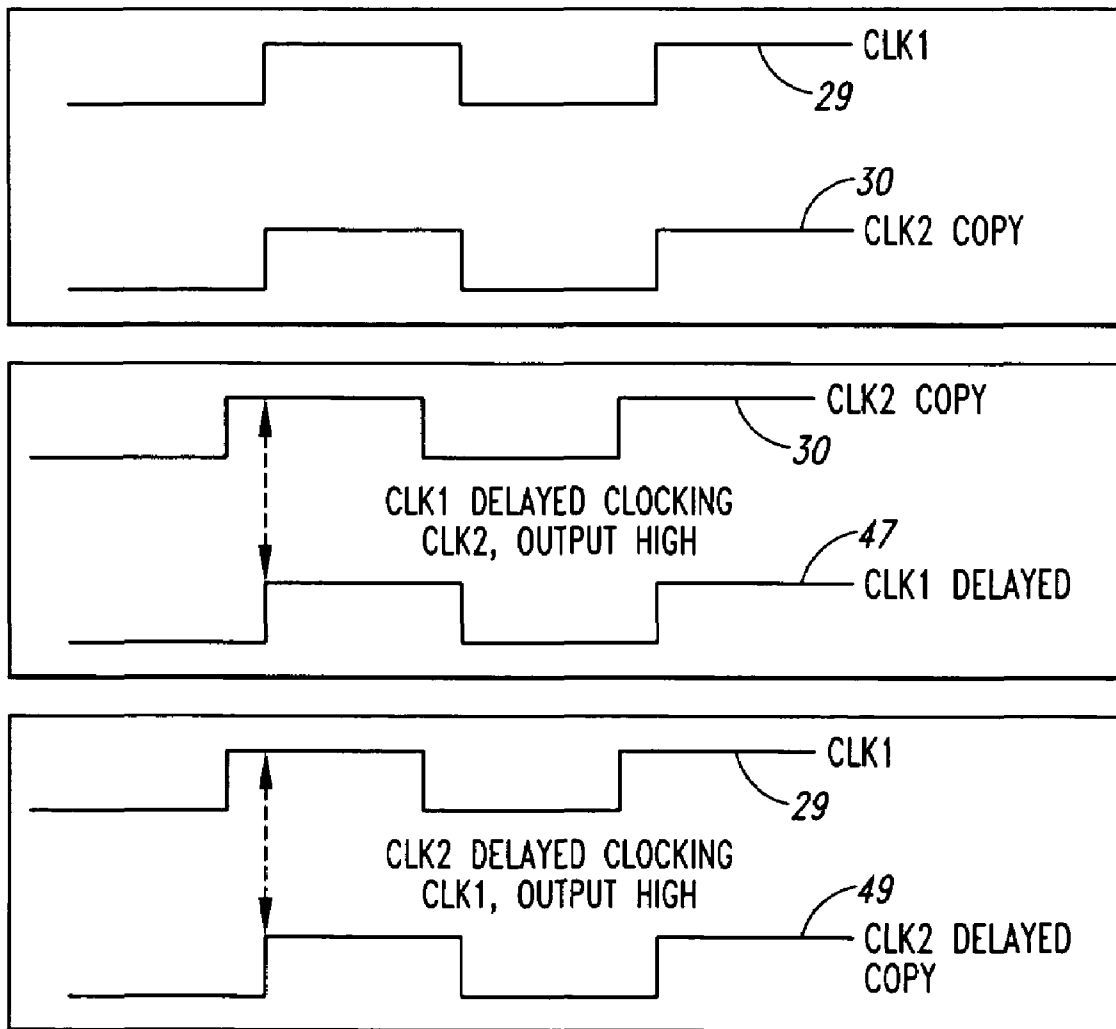 CLK1
29
30
CLK2 COPY
CLK2 COPY
30
CLK1 DELAYED CLOCKING
CLK2, OUTPUT HIGH
47
CLK1 DELAYED
CLK1
29
CLK2 DELAYED CLOCKING
CLK1, OUTPUT HIGH
49
CLK2 DELAYED
COPY